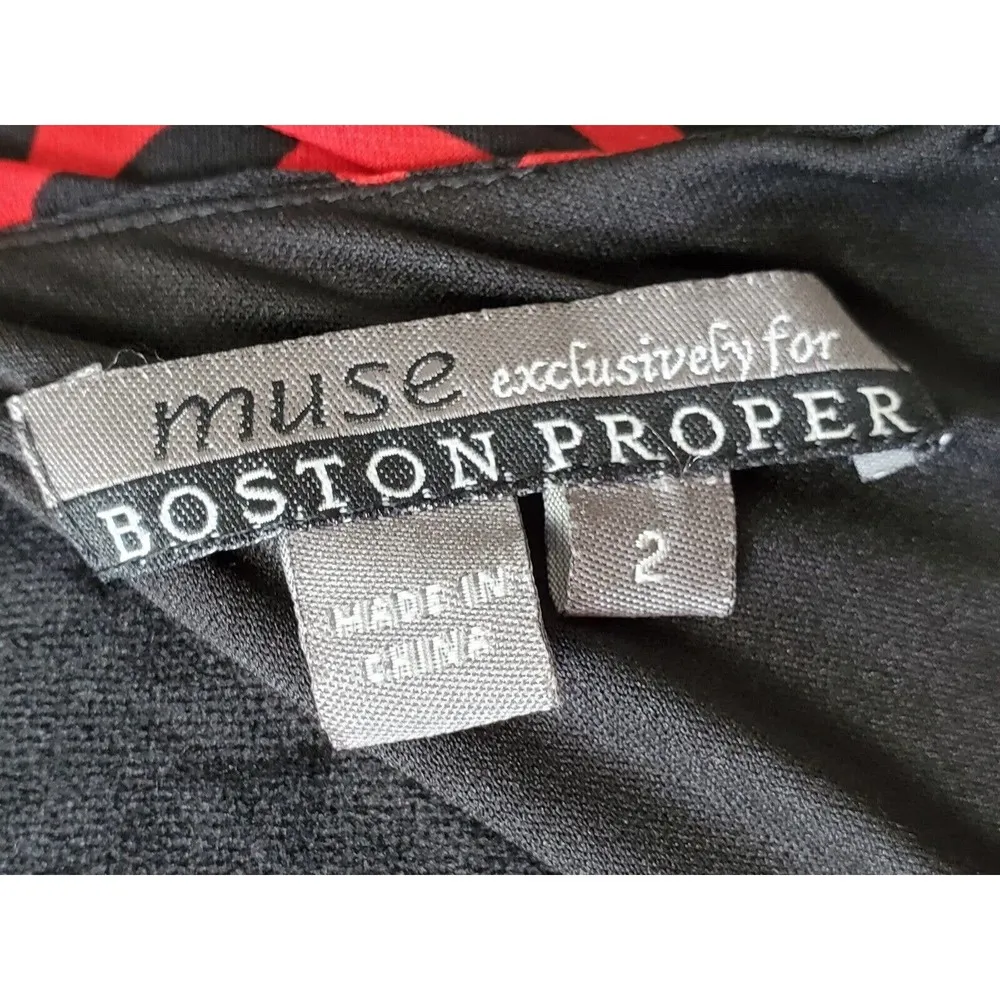 muse exclusively for
BOSTON PROPER
MADE IN
CHINA
2